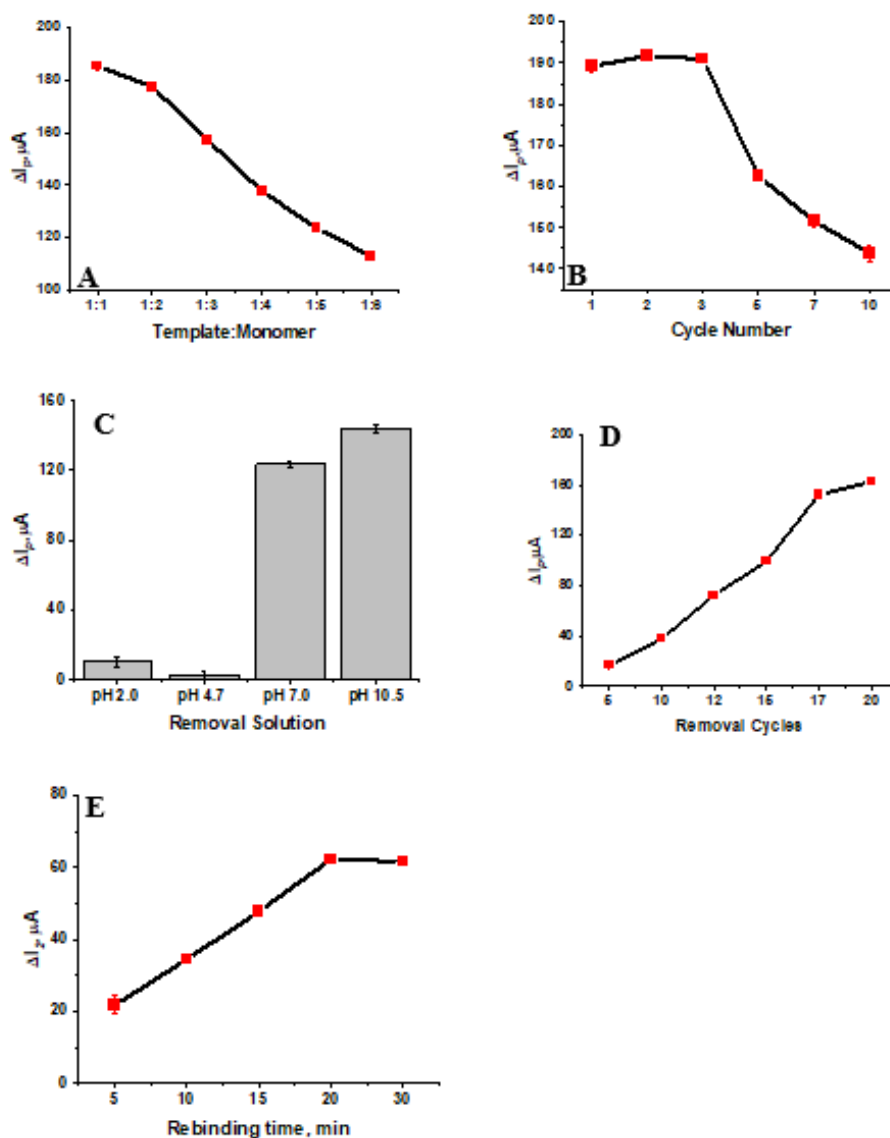 200
180
160
140
120
100
ΔIp, μA
A
1:1 1:2 1:3 1:4 1:5 1:6
Template:Monomer
200
190
180
170
160
150
140
ΔIp, μA
B
1 2 3 5 7 10
Cycle Number
160
120
80
40
0
ΔIp, μA
C
pH 2.0 pH 4.7 pH 7.0 pH 10.5
Removal Solution
200
160
120
80
40
0
ΔIp, μA
D
5 10 12 15 17 20
Removal Cycles
80
60
40
20
0
ΔI2, μA
E
5 10 15 20 30
Rebinding time, min